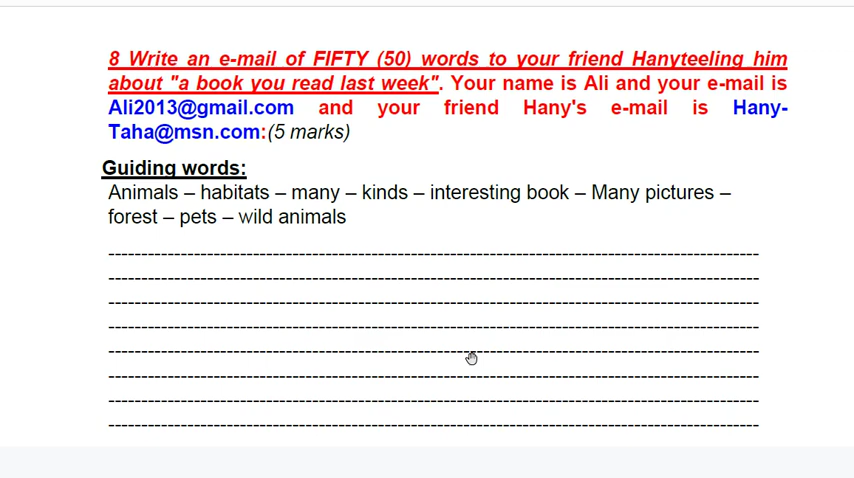 8 Write an e-mail of FIFTY (50) words to your friend Hanyteeling him
about "a book you read last week". Your name is Ali and your e-mail is
Ali2013@gmail.com and your friend Hany's e-mail is Hany-
Taha@msn.com:(5 marks)
Guiding words:
Animals – habitats – many – kinds – interesting book – Many pictures –
forest – pets – wild animals